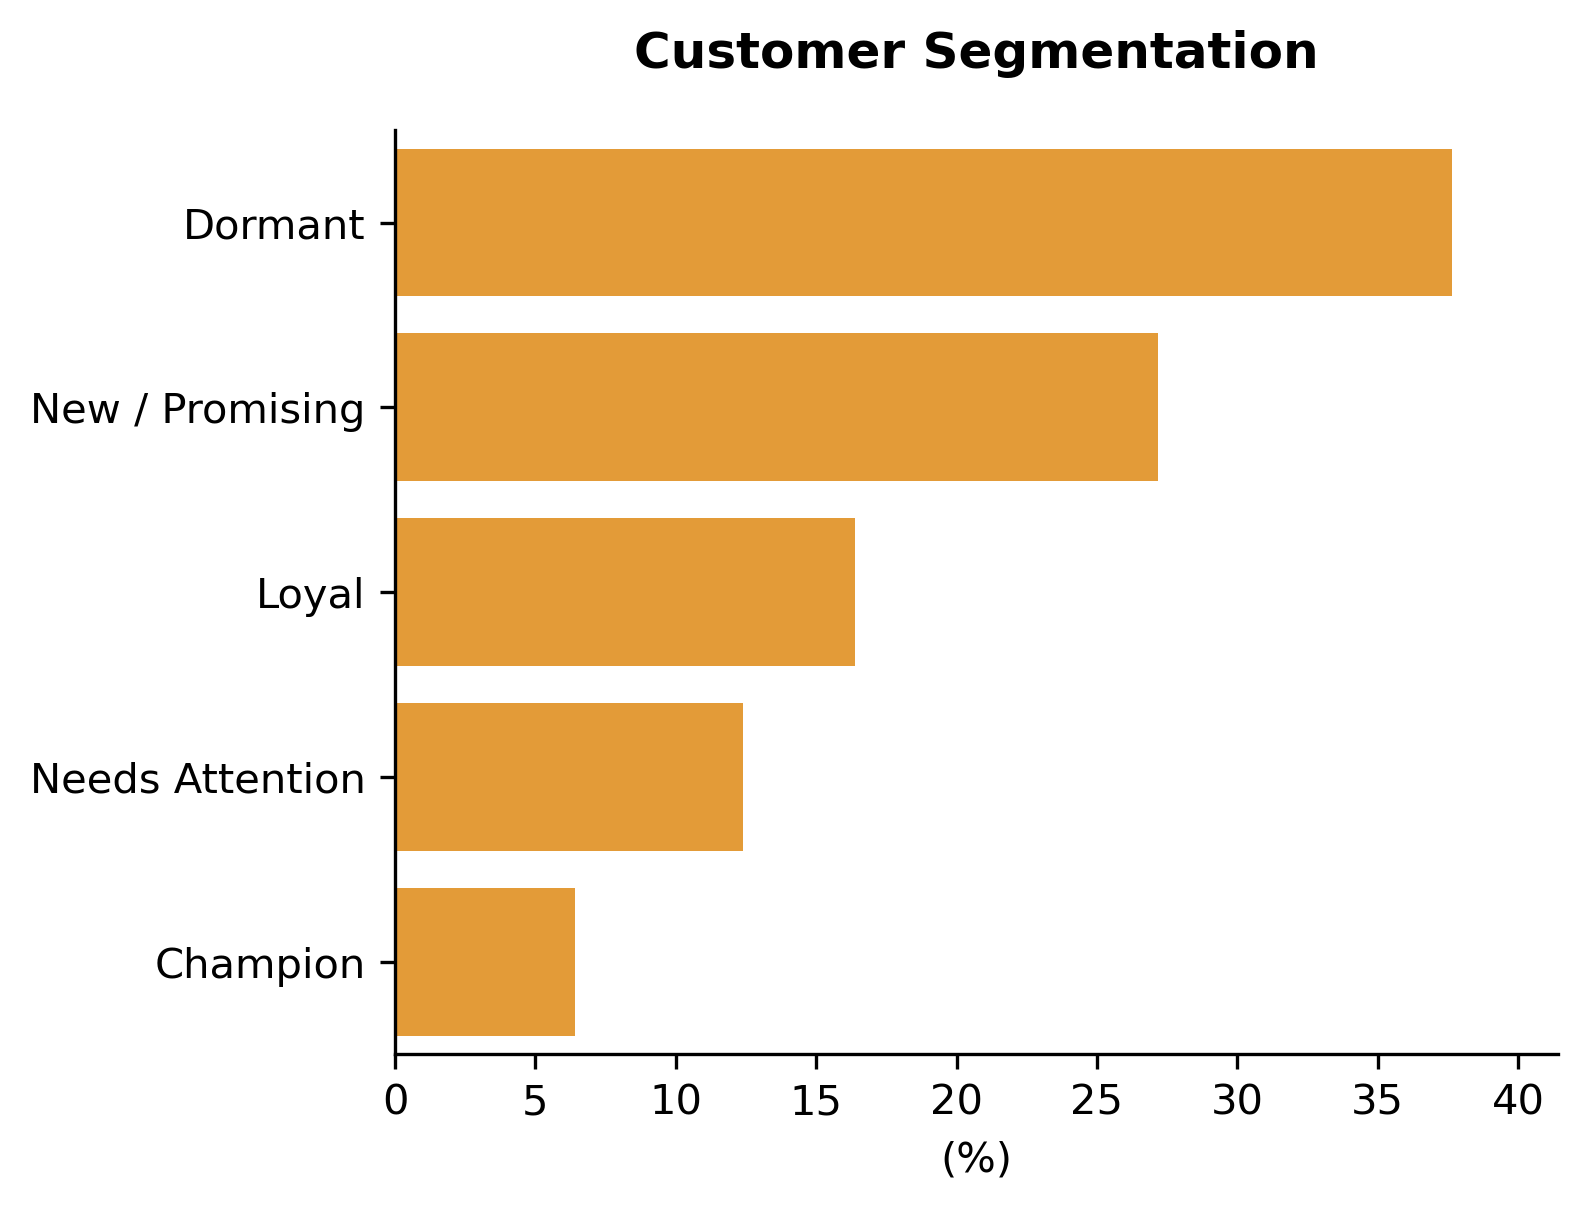 Customer Segmentation
Dormant
New / Promising
Loyal
Needs Attention
Champion
0 5 10 15 20 25 30 35 40
(%)